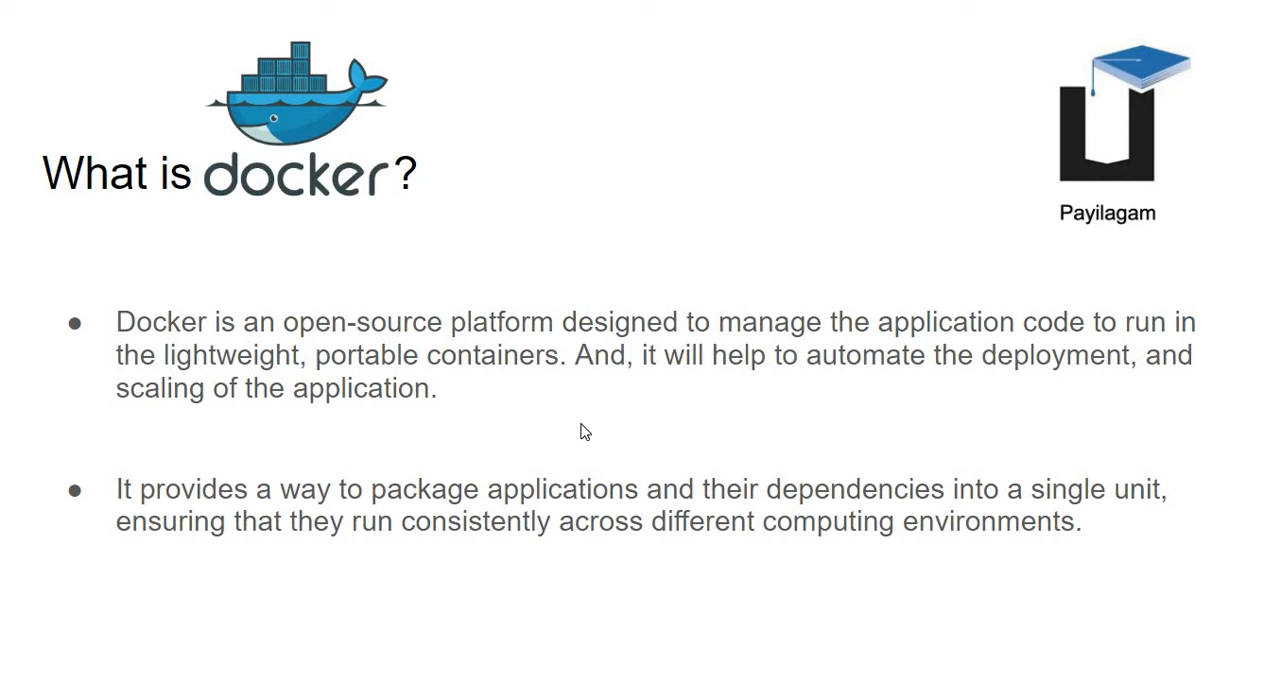 What is docker?
Payilagam
● Docker is an open-source platform designed to manage the application code to run in
the lightweight, portable containers. And, it will help to automate the deployment, and
scaling of the application.
● It provides a way to package applications and their dependencies into a single unit,
ensuring that they run consistently across different computing environments.